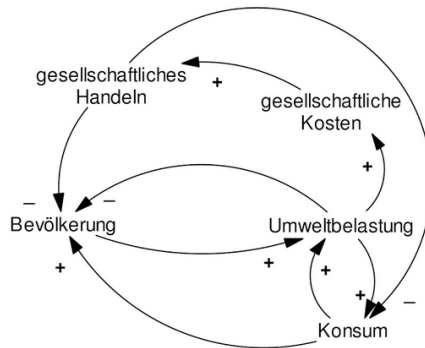 gesellschaftliches
Handeln
+
gesellschaftliche
Kosten
+
– –
Bevölkerung
Umweltbelastung
+
+
+
+
–
Konsum